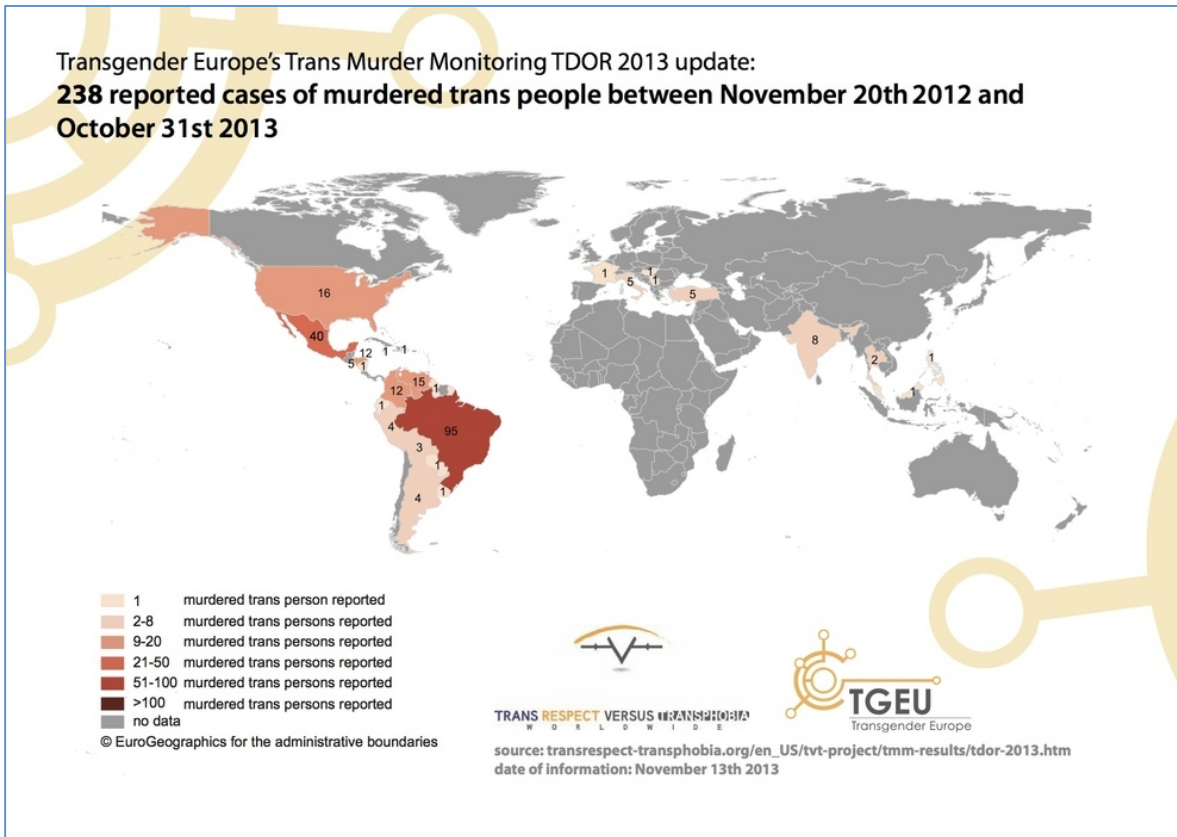 Transgender Europe's Trans Murder Monitoring TDOR 2013 update:
238 reported cases of murdered trans people between November 20th 2012 and
October 31st 2013
16
40
12
1
1
5
1
12
15
1
1
4
95
3
1
4
1
1
5
1
1
5
8
2
1
1
1 murdered trans person reported
2-8 murdered trans persons reported
9-20 murdered trans persons reported
21-50 murdered trans persons reported
51-100 murdered trans persons reported
>100 murdered trans persons reported
no data
© EuroGeographics for the administrative boundaries
TRANS RESPECT VERSUS TRANSPHOBIA
WORLDWIDE
TGEU
Transgender Europe
source: transrespect-transphobia.org/en_US/tvt-project/tmm-results/tdor-2013.htm
date of information: November 13th 2013